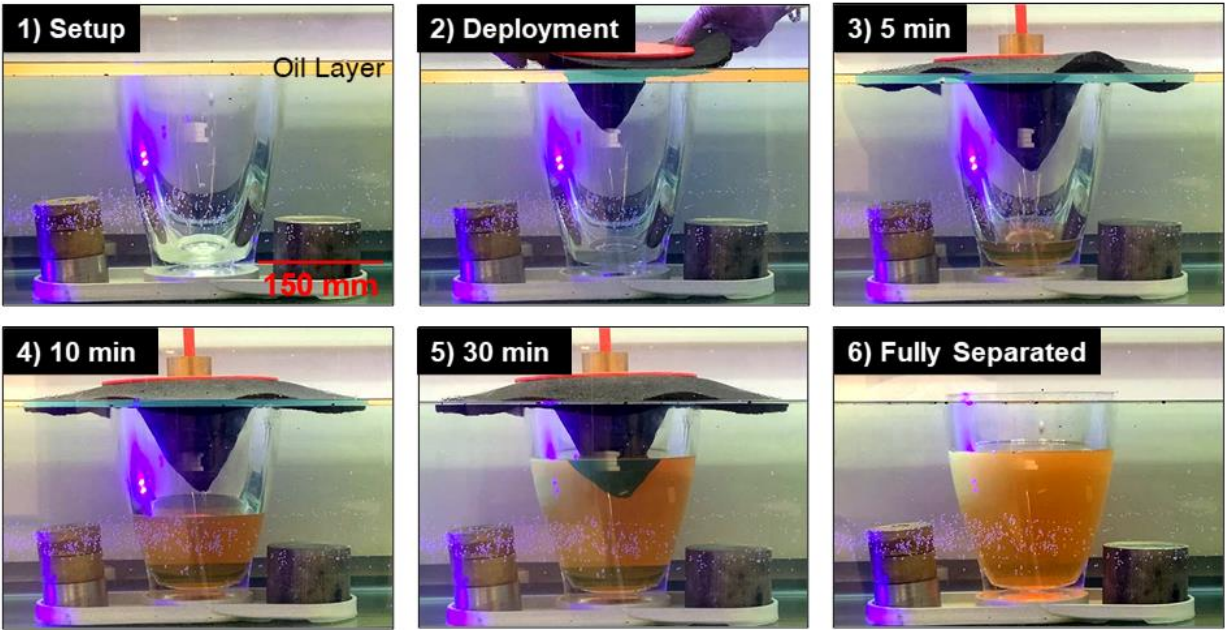 1) Setup
Oil Layer
150 mm
2) Deployment
3) 5 min
4) 10 min
5) 30 min
6) Fully Separated